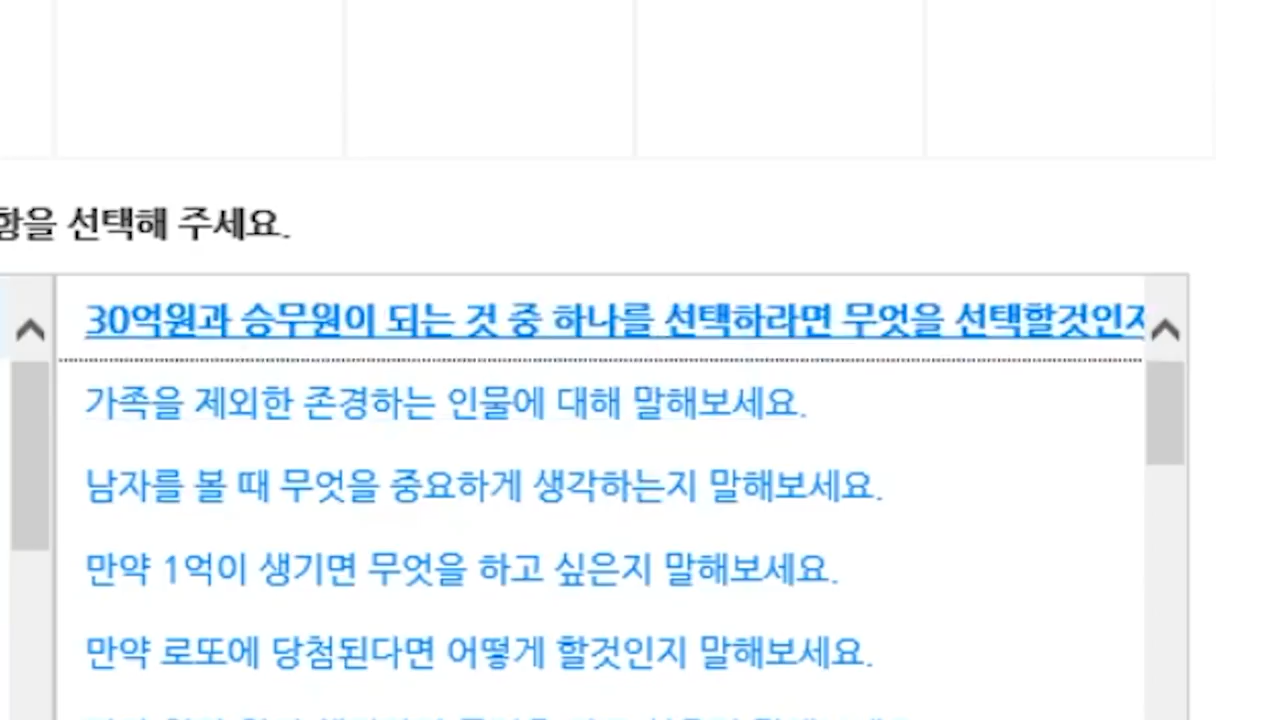 황을 선택해 주세요.
30억원과 승무원이 되는 것 중 하나를 선택하라면 무엇을 선택할것인지
가족을 제외한 존경하는 인물에 대해 말해보세요.
남자를 볼 때 무엇을 중요하게 생각하는지 말해보세요.
만약 1억이 생기면 무엇을 하고 싶은지 말해보세요.
만약 로또에 당첨된다면 어떻게 할것인지 말해보세요.